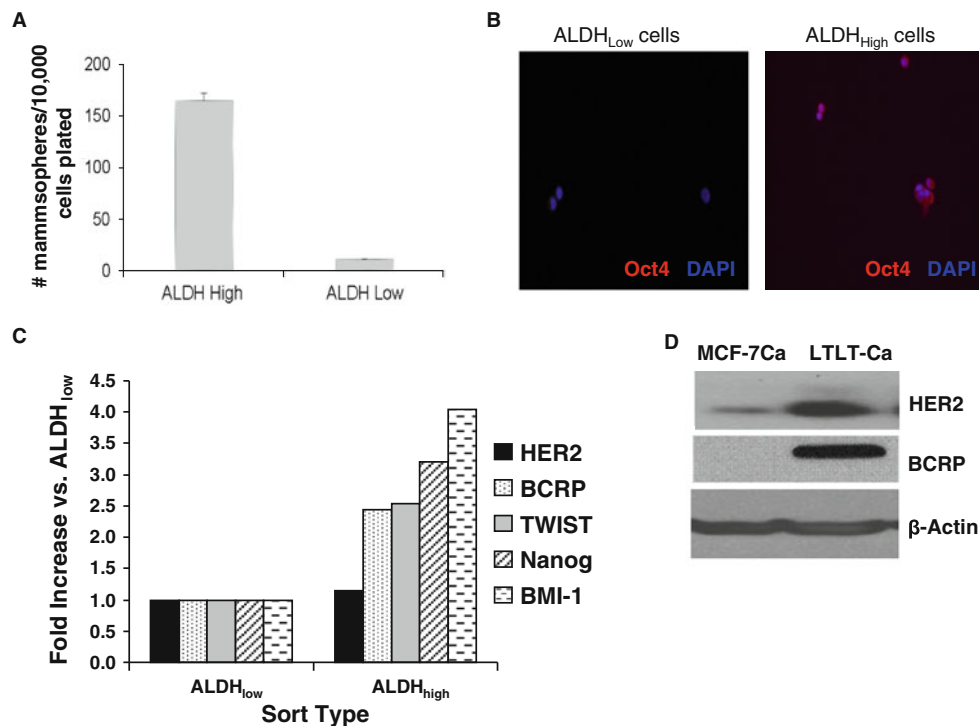 A
# mammsopheres/10,000
cells plated
200
150
100
50
0
ALDH High
ALDH Low
B
ALDHLow cells
ALDHHigh cells
Oct4 DAPI
Oct4 DAPI
C
Fold Increase vs. ALDHlow
4.5
4.0
3.5
3.0
2.5
2.0
1.5
1.0
0.5
0.0
ALDHlow
ALDHhigh
Sort Type
HER2
BCRP
TWIST
Nanog
BMI-1
D
MCF-7Ca LTLT-Ca
HER2
BCRP
β-Actin